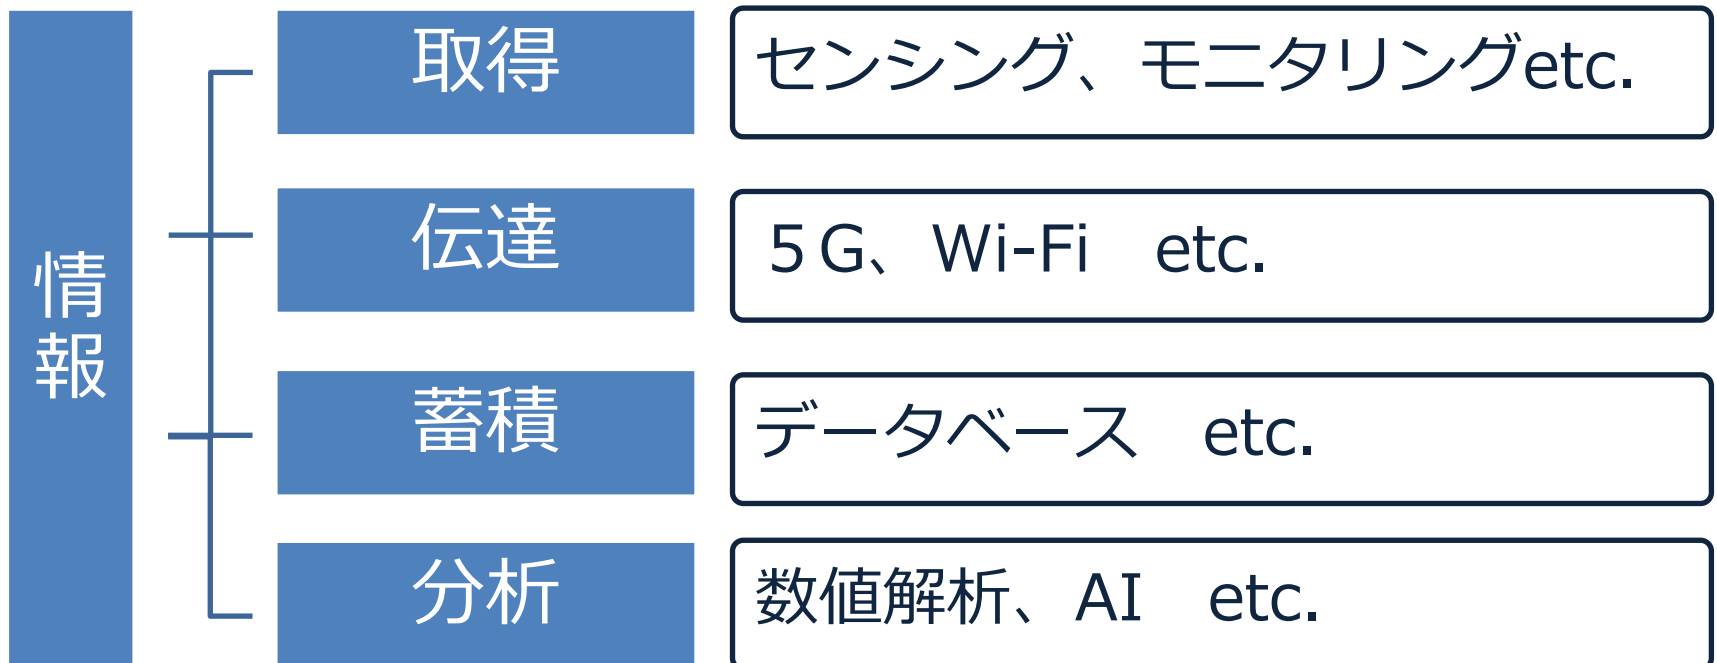 情報
取得
センシング、モニタリングetc.
伝達
５G、Wi-Fi　etc.
蓄積
データベース　etc.
分析
数値解析、AI　etc.